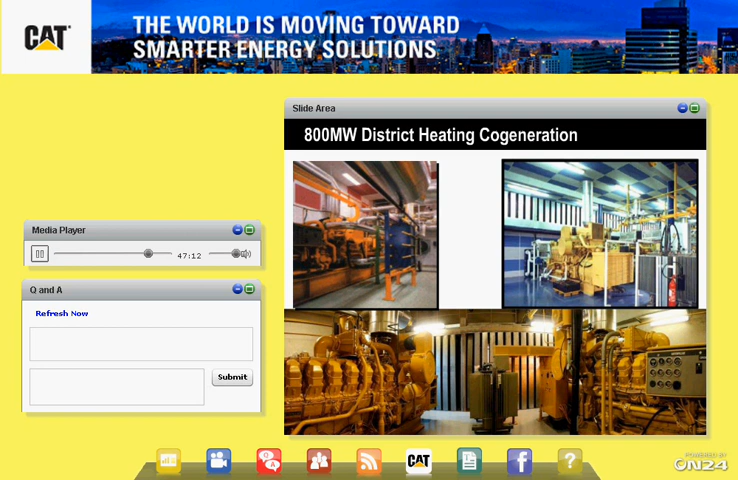 CAT
THE WORLD IS MOVING TOWARD
SMARTER ENERGY SOLUTIONS
Slide Area
800MW District Heating Cogeneration
Media Player
47:12
Q and A
Refresh Now
Submit
Q
A
CAT
f
?
POWERED BY
ON24